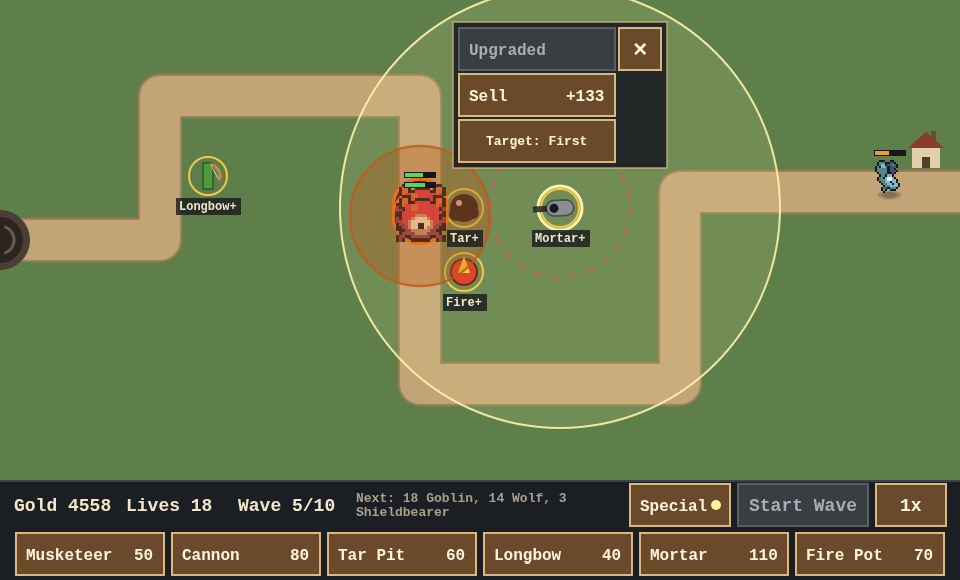 Upgraded ×
Sell +133
Target: First
Longbow+
Tar+
Mortar+
Fire+
Gold 4558 Lives 18 Wave 5/10
Next: 18 Goblin, 14 Wolf, 3
Shieldbearer
Special Start Wave 1x
Musketeer 50 Cannon 80 Tar Pit 60 Longbow 40 Mortar 110 Fire Pot 70